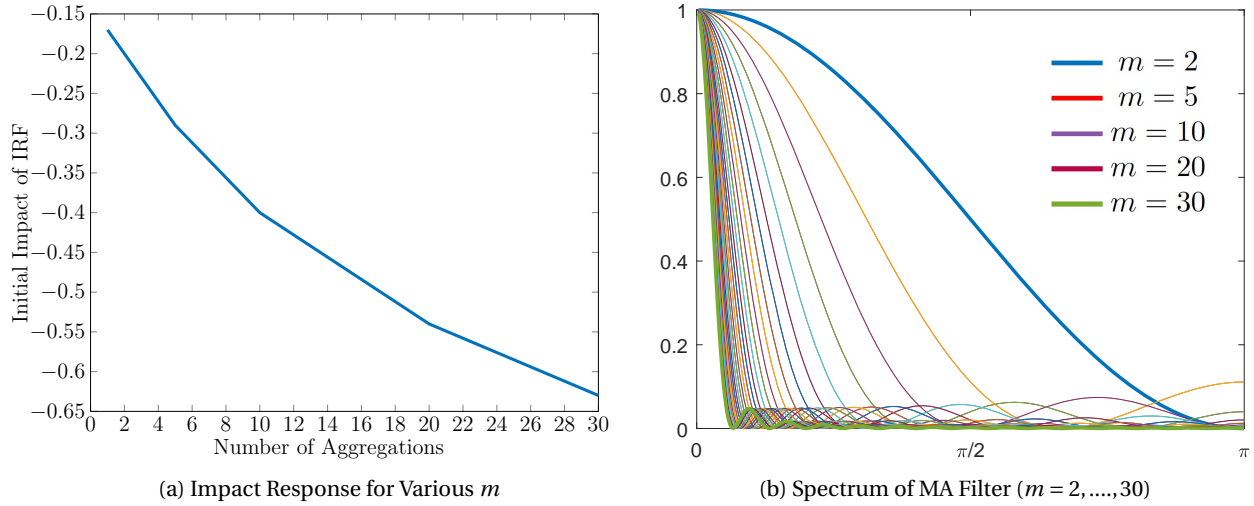 −0.15
−0.2
−0.25
−0.3
−0.35
−0.4
−0.45
−0.5
−0.55
−0.6
−0.65
Initial Impact of IRF
0 2 4 6 8 10 12 14 16 18 20 22 24 26 28 30
Number of Aggregations
(a) Impact Response for Various m
1
0.8
0.6
0.4
0.2
0
m = 2
m = 5
m = 10
m = 20
m = 30
0 π/2 π
(b) Spectrum of MA Filter (m = 2, ...., 30)